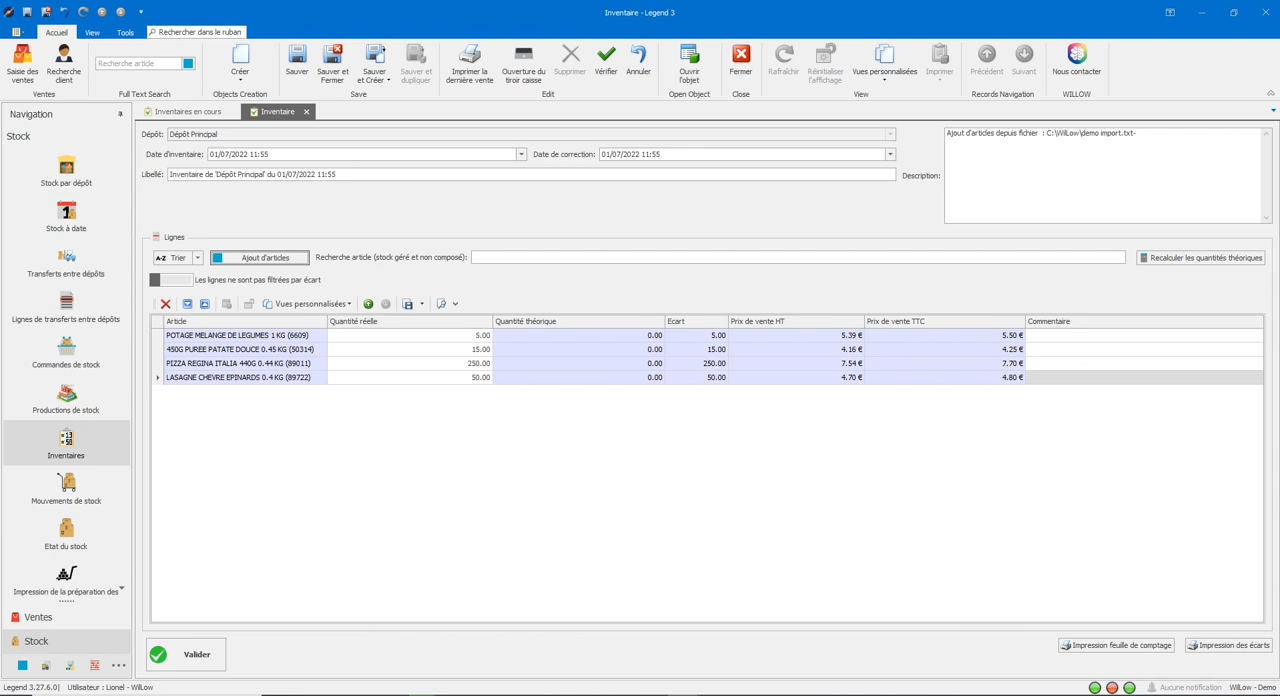 Inventaire - Legend 3
Accueil View Tools Rechercher dans le ruban
Saisie des ventes
Recherche client
Ventes
Recherche article
Full Text Search
Créer
Objects Creation
Sauver
Sauver et Fermer
Sauver et Créer
Sauver et dupliquer
Save
Imprimer la dernière vente
Ouverture du tiroir caisse
Supprimer
Vérifier
Annuler
Edit
Ouvrir l'objet
Open Object
Fermer
Close
Rafraîchir
Réinitialiser l'affichage
Vues personnalisées
Imprimer
View
Précédent
Suivant
Records Navigation
Nous contacter
WILLOW
Navigation
Stock
Stock par dépôt
Stock à date
Transferts entre dépôts
Lignes de transferts entre dépôts
Commandes de stock
Productions de stock
Inventaires
Mouvements de stock
Etat du stock
Impression de la préparation des
Ventes
Stock
Inventaires en cours Inventaire
Dépôt: Dépôt Principal
Date d'inventaire: 01/07/2022 11:55 Date de correction: 01/07/2022 11:55
Libellé: Inventaire de 'Dépôt Principal' du 01/07/2022 11:55
Description: Ajout d'articles depuis fichier : C:\WilLow\demo import.txt-
Lignes
A-Z Trier Ajout d'articles Recherche article (stock géré et non composé): Recalculer les quantités théoriques
Les lignes ne sont pas filtrées par écart
Vues personnalisées
Article Quantité réelle Quantité théorique Ecart Prix de vente HT Prix de vente TTC Commentaire
POTAGE MELANGE DE LEGUMES 1 KG (6609) 5.00 0.00 5.00 5.39 € 5.50 €
450G PUREE PATATE DOUCE 0.45 KG (50314) 15.00 0.00 15.00 4.16 € 4.25 €
PIZZA REGINA ITALIA 440G 0.44 KG (89011) 250.00 0.00 250.00 7.54 € 7.70 €
LASAGNE CHEVRE EPINARDS 0.4 KG (89722) 50.00 0.00 50.00 4.70 € 4.80 €
Valider Impression feuille de comptage Impression des écarts
Legend 3.27.6.0| Utilisateur : Lionel - WilLow Aucune notification WilLow - Demo